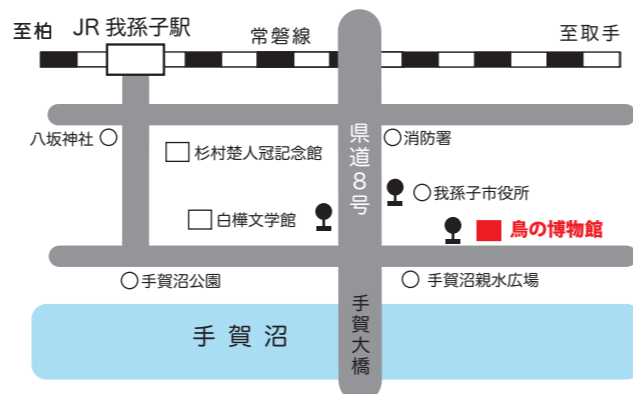 至柏
JR 我孫子駅
常磐線
至取手
八坂神社
杉村楚人冠記念館
県道8号
消防署
我孫子市役所
白樺文学館
鳥の博物館
手賀沼公園
手賀沼親水広場
手賀沼
手賀大橋